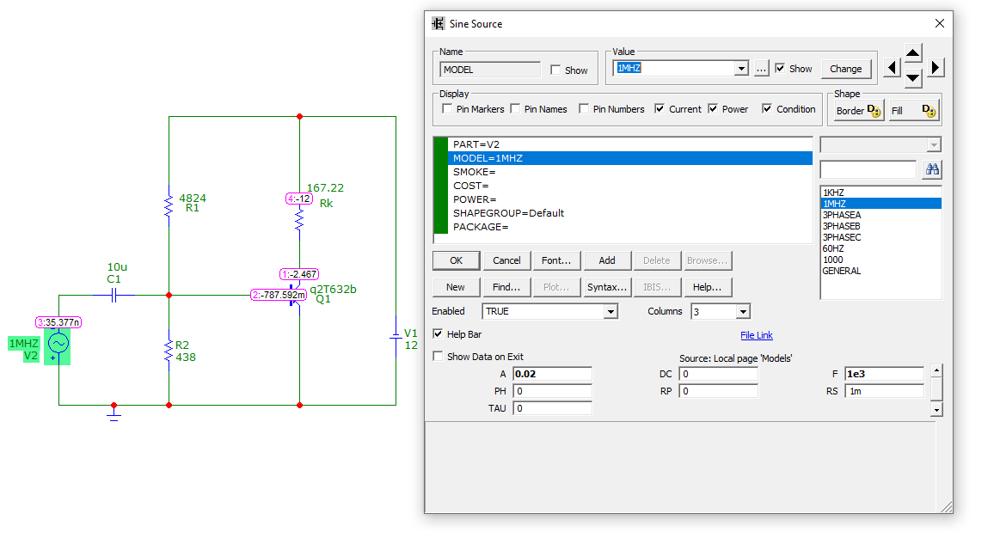 4824
R1
167.22
4:-12
Rk
10u
C1
1:-2.467
2:-787.592m
q2T632b
Q1
3:35.377n
1MHZ
V2
R2
438
V1
12
Sine Source
Name
MODEL
Show
Value
1MHZ
...
Show
Change
Display
Pin Markers Pin Names Pin Numbers Current Power Condition
Shape
Border
Fill
PART=V2
MODEL=1MHZ
SMOKE=
COST=
POWER=
SHAPEGROUP=Default
PACKAGE=
1KHZ
1MHZ
3PHASEA
3PHASEB
3PHASEC
60HZ
1000
GENERAL
OK Cancel Font... Add Delete Browse...
New Find... Plot... Syntax... IBIS... Help...
Enabled TRUE Columns 3
Help Bar File Link
Show Data on Exit Source: Local page 'Models'
A 0.02 DC 0 F 1e3
PH 0 RP 0 RS 1m
TAU 0